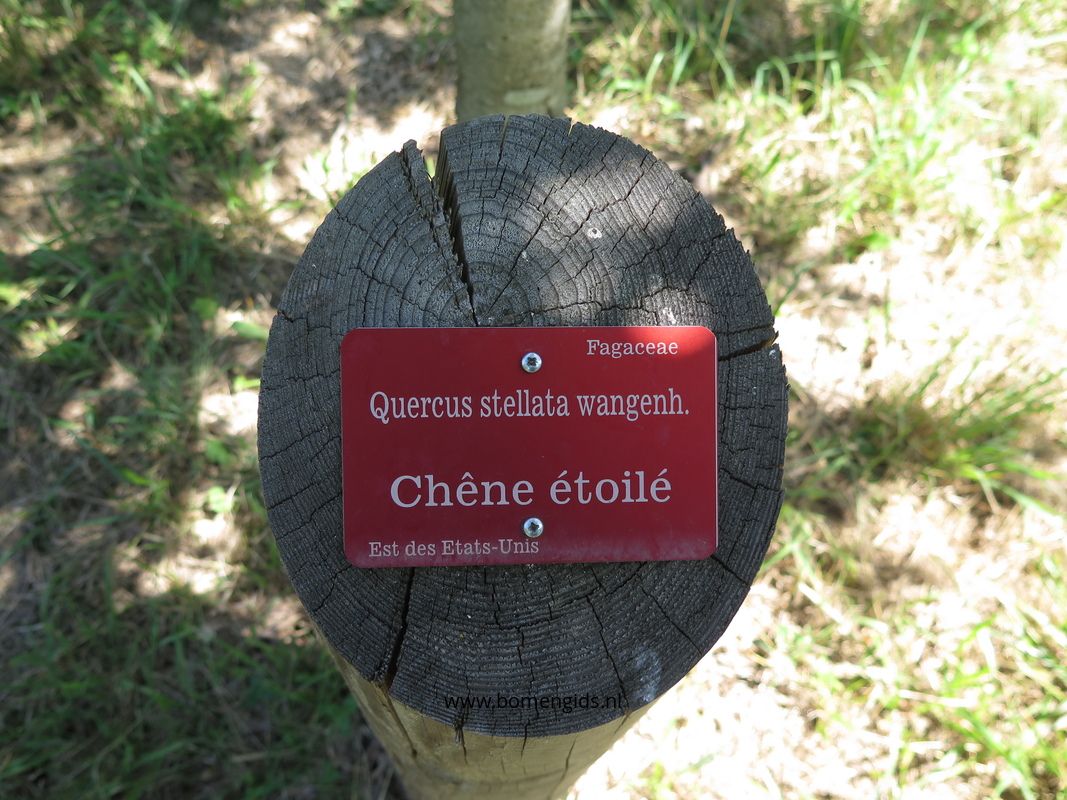 Fagaceae
Quercus stellata wangenh.
Chêne étoilé
Est des Etats-Unis
www.bomengids.nl